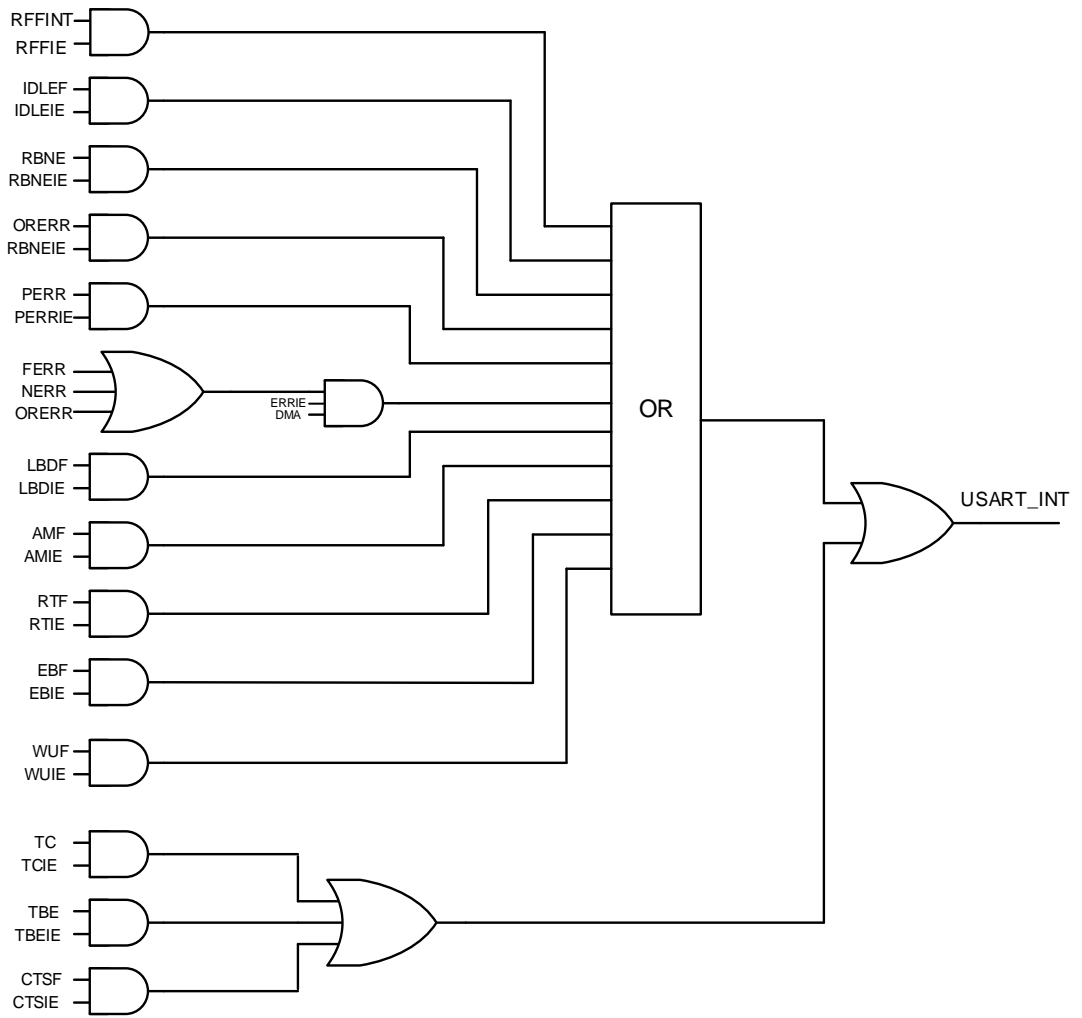 RFFINT
RFFIE
IDLEF
IDLEIE
RBNE
RBNEIE
ORERR
RBNEIE
PERR
PERRIE
FERR
NERR
ORERR
ERRIE
DMA
OR
LBDF
LBDIE
USART_INT
AMF
AMIE
RTF
RTIE
EBF
EBIE
WUF
WUIE
TC
TCIE
TBE
TBEIE
CTSF
CTSIE